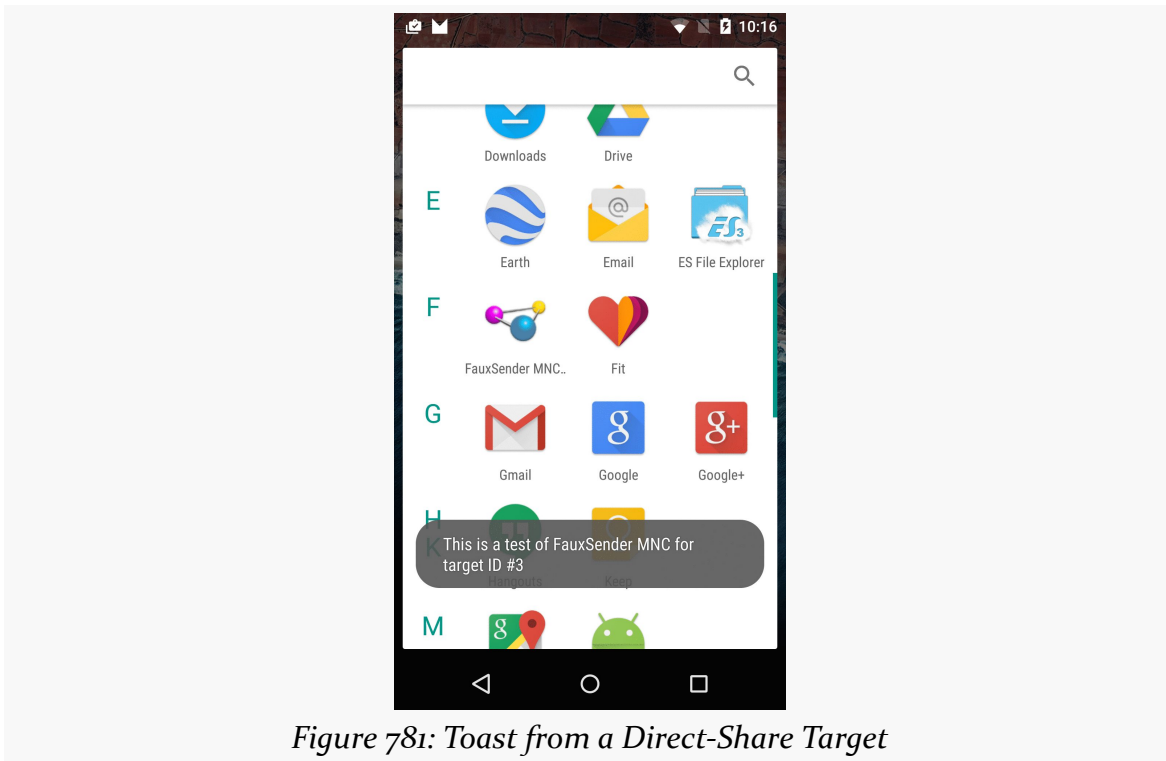 10:16
Downloads Drive
E
Earth Email ES File Explorer
F
FauxSender MNC.. Fit
G
g g+
Gmail Google Google+
H
K
This is a test of FauxSender MNC for
target ID #3
Hangouts Keep
M
g
Figure 781: Toast from a Direct-Share Target